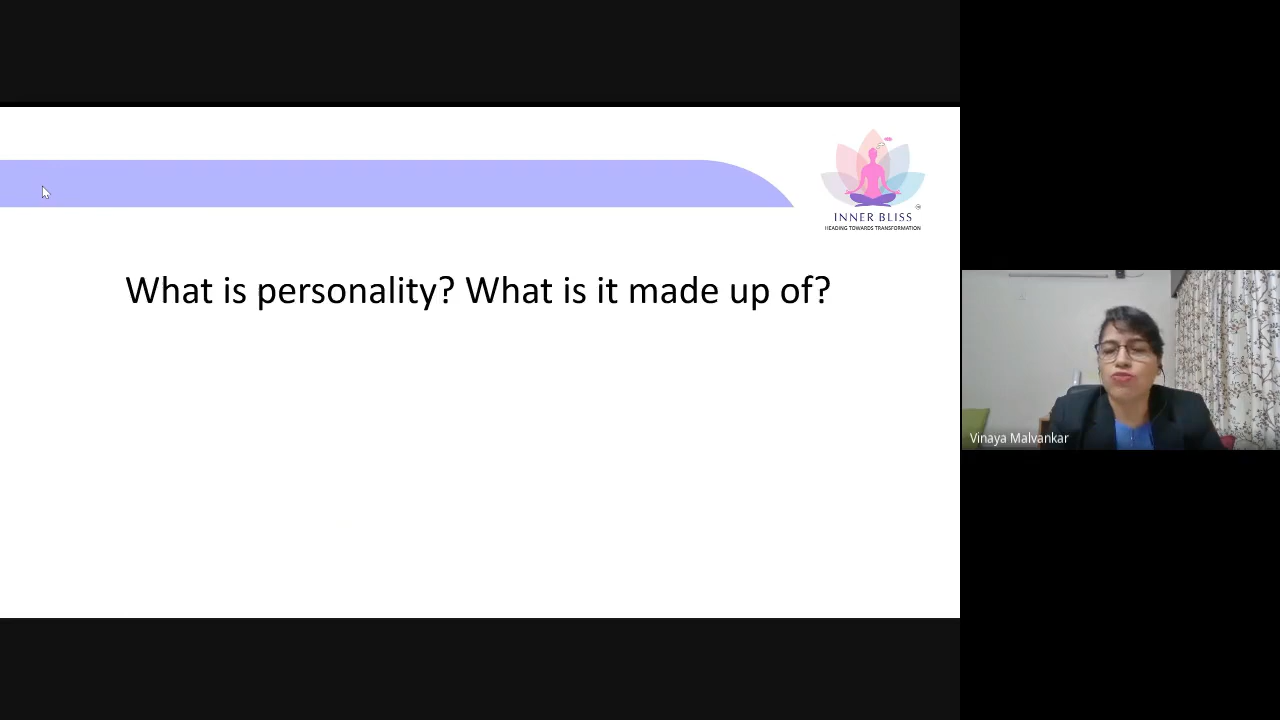 INNER BLISS
HEADING TOWARDS TRANSFORMATION
What is personality? What is it made up of?
Vinaya Malvankar